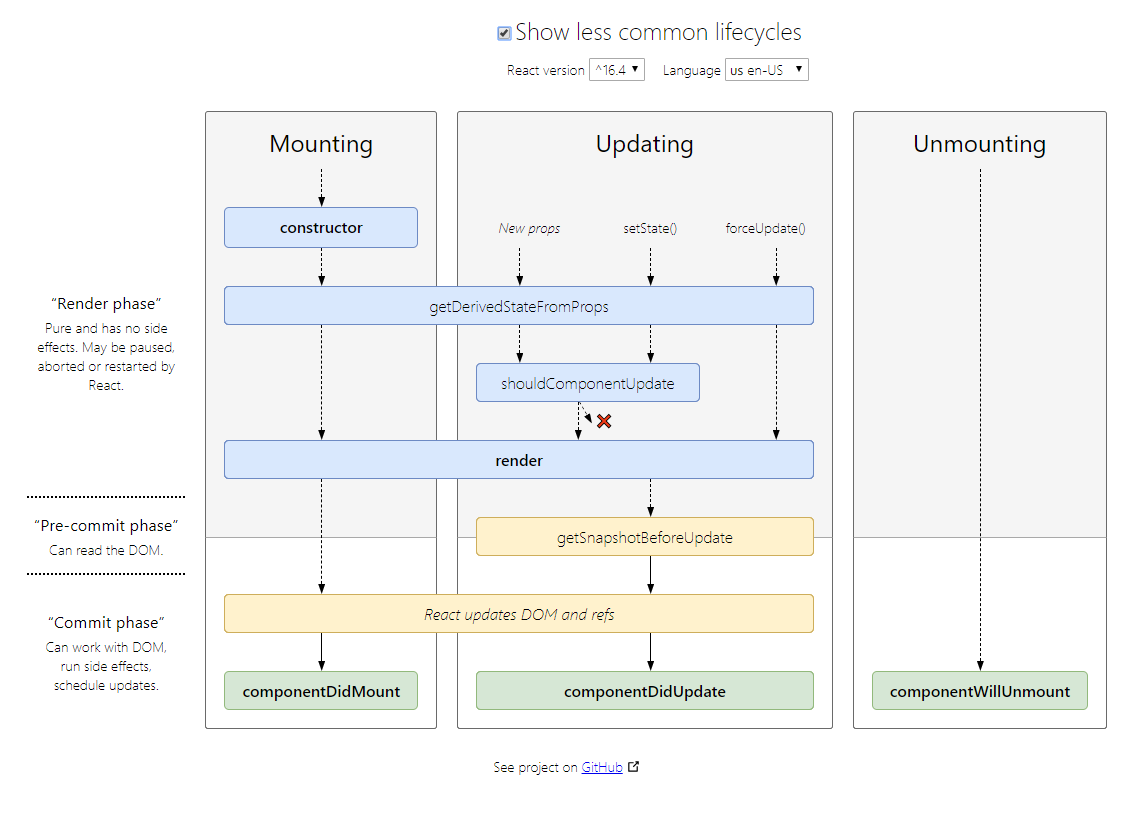 Show less common lifecycles
React version ^16.4 Language us en-US
Mounting
Updating
Unmounting
constructor
New props
setState()
forceUpdate()
"Render phase"
Pure and has no side
effects. May be paused,
aborted or restarted by
React.
getDerivedStateFromProps
shouldComponentUpdate
render
“Pre-commit phase”
Can read the DOM.
getSnapshotBeforeUpdate
“Commit phase”
Can work with DOM,
run side effects,
schedule updates.
React updates DOM and refs
componentDidMount
componentDidUpdate
componentWillUnmount
See project on GitHub